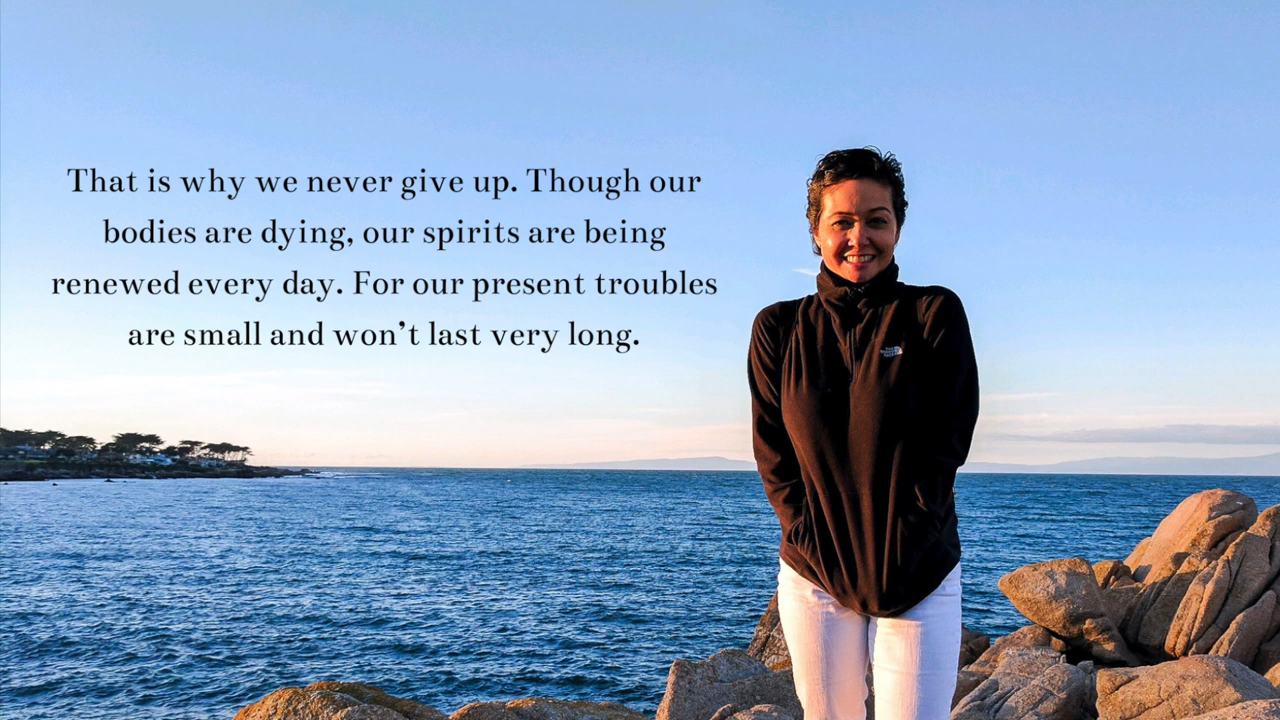 That is why we never give up. Though our
bodies are dying, our spirits are being
renewed every day. For our present troubles
are small and won’t last very long.